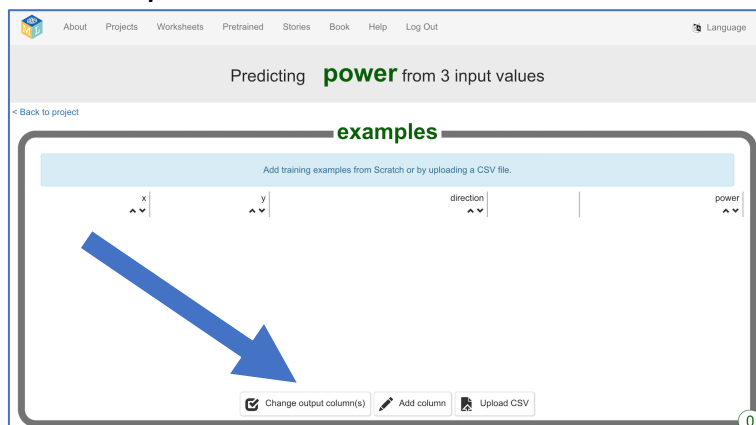 About Projects Worksheets Pretrained Stories Book Help Log Out Language
Predicting power from 3 input values
< Back to project
examples
Add training examples from Scratch or by uploading a CSV file.
x y direction power
Change output column(s) Add column Upload CSV
0